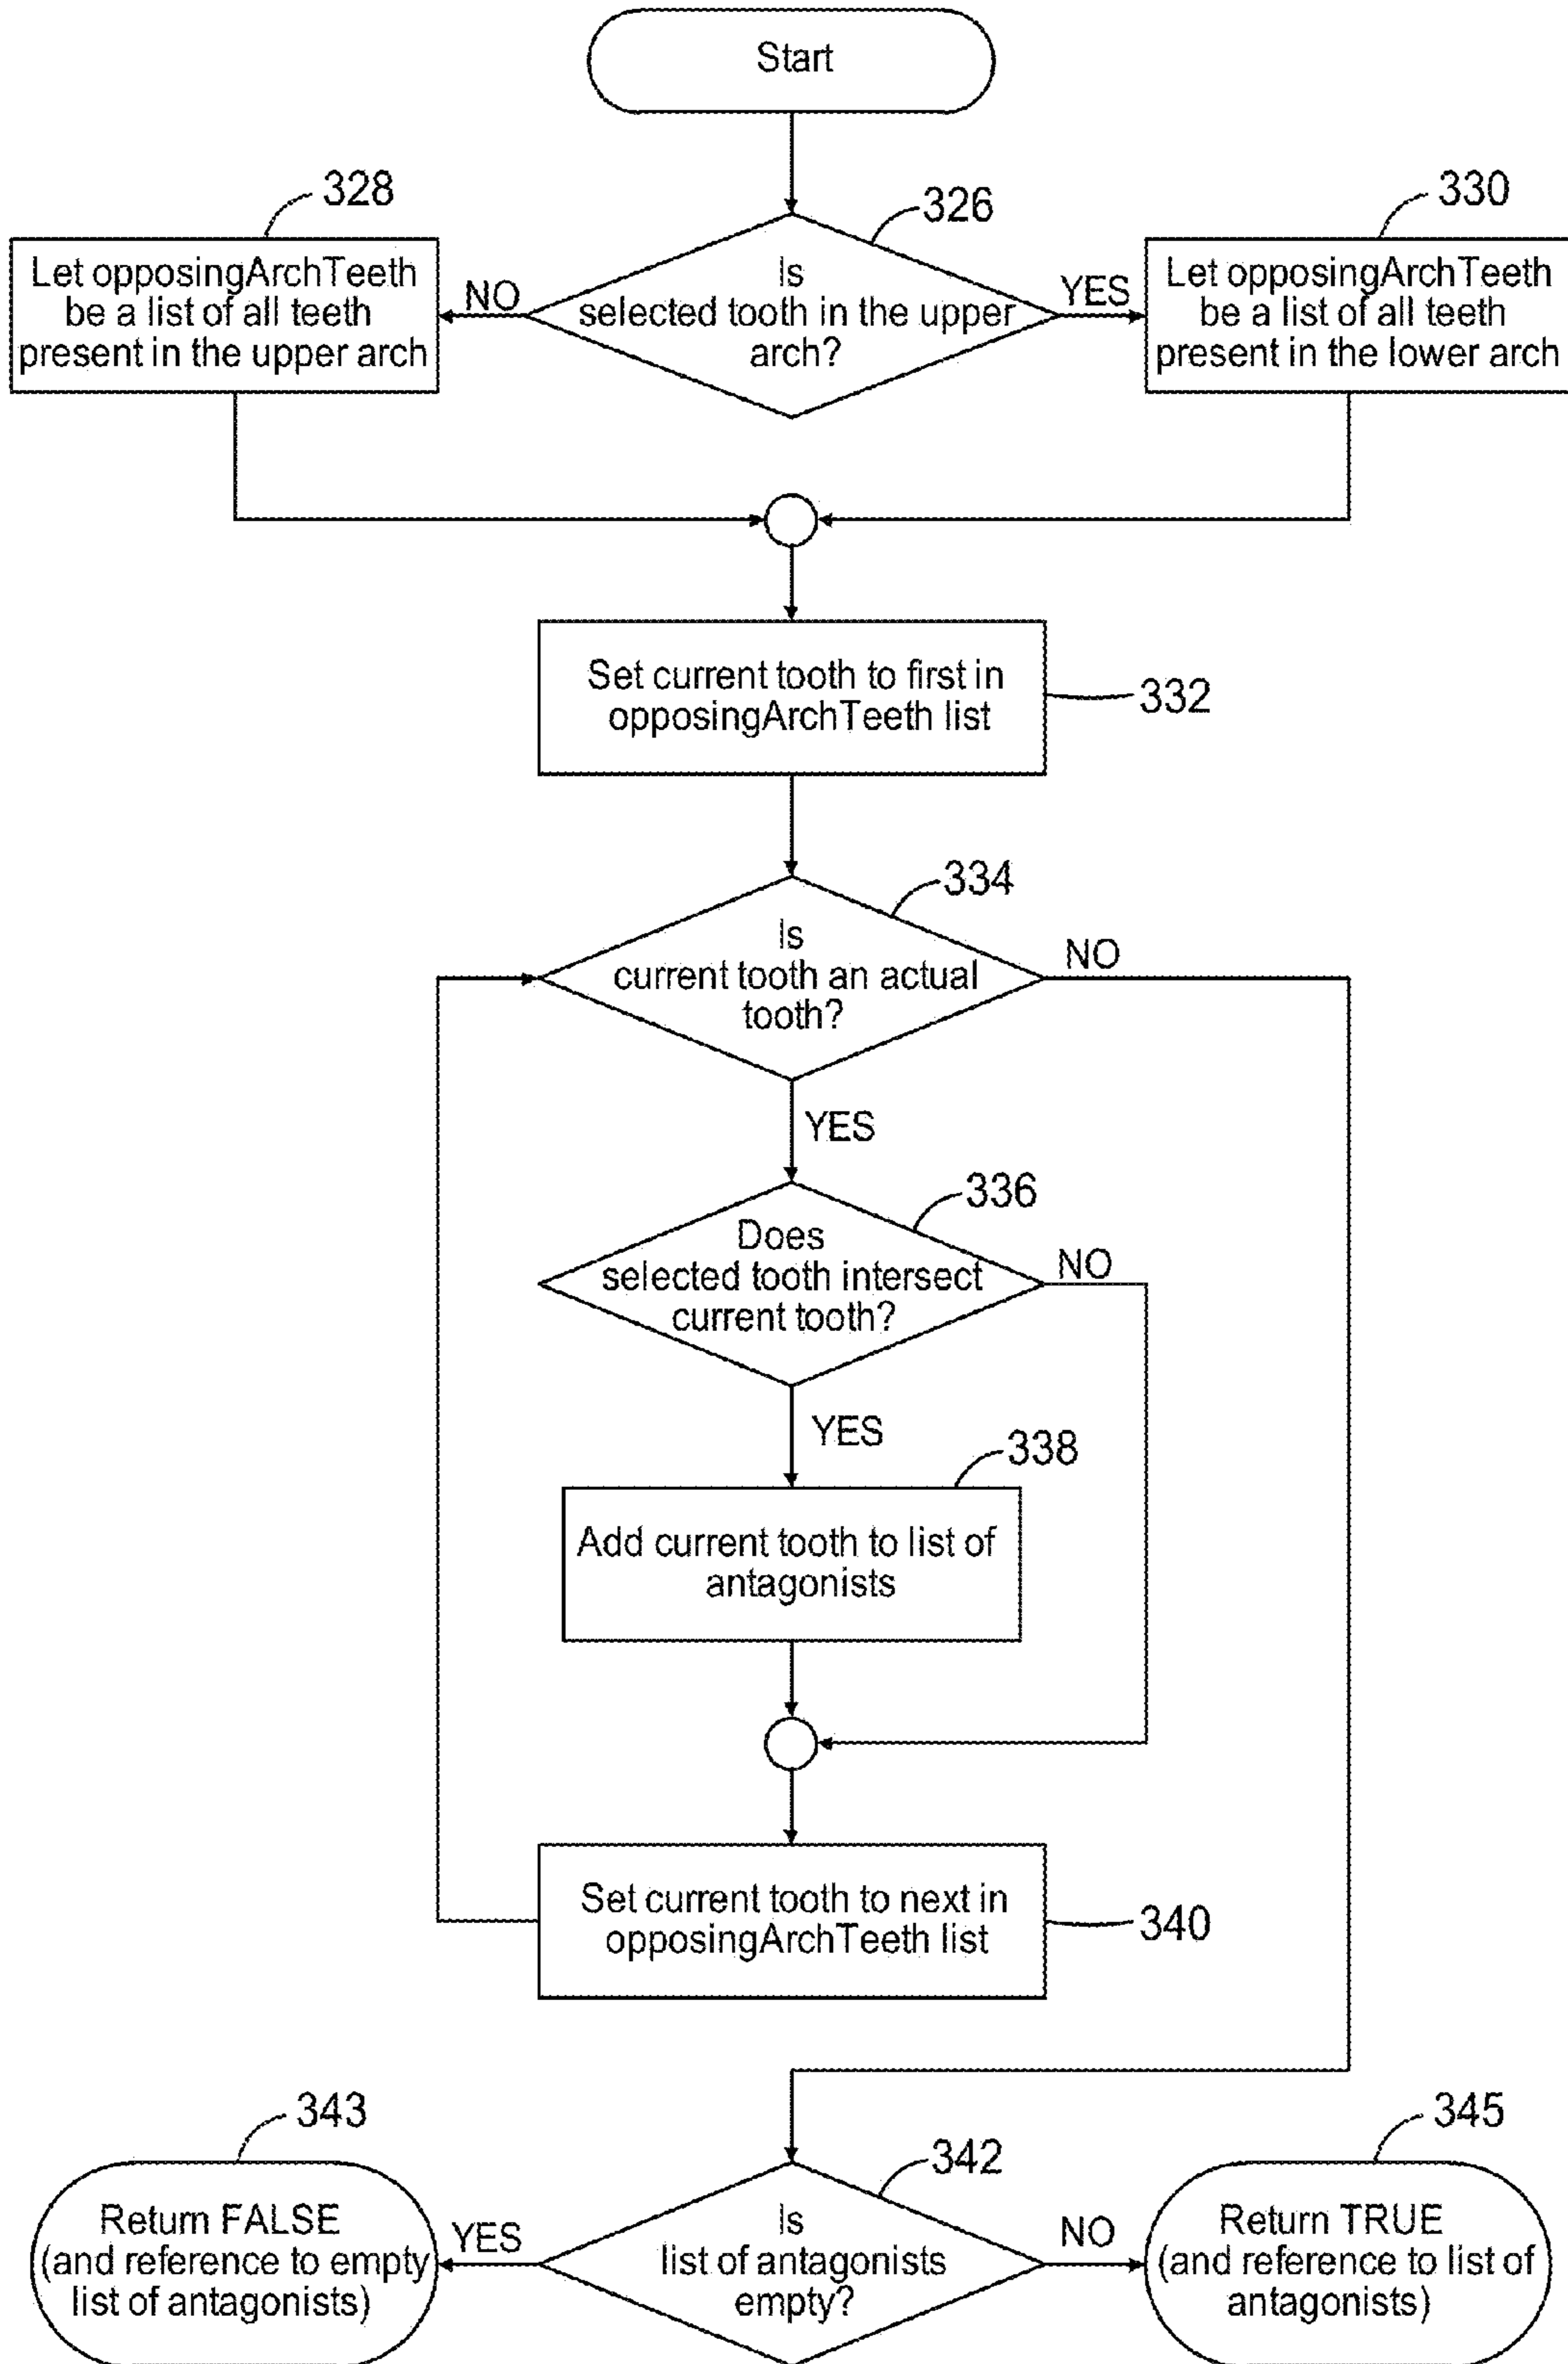 Start
328
326
330
Let opposingArchTeeth
be a list of all teeth
present in the upper arch
NO
Is
selected tooth in the upper
arch?
YES
Let opposingArchTeeth
be a list of all teeth
present in the lower arch
Set current tooth to first in
opposingArchTeeth list
332
334
Is
current tooth an actual
tooth?
NO
YES
336
Does
selected tooth intersect
current tooth?
NO
YES
338
Add current tooth to list of
antagonists
Set current tooth to next in
opposingArchTeeth list
340
343
342
345
Return FALSE
(and reference to empty
list of antagonists)
YES
Is
list of antagonists
empty?
NO
Return TRUE
(and reference to list of
antagonists)